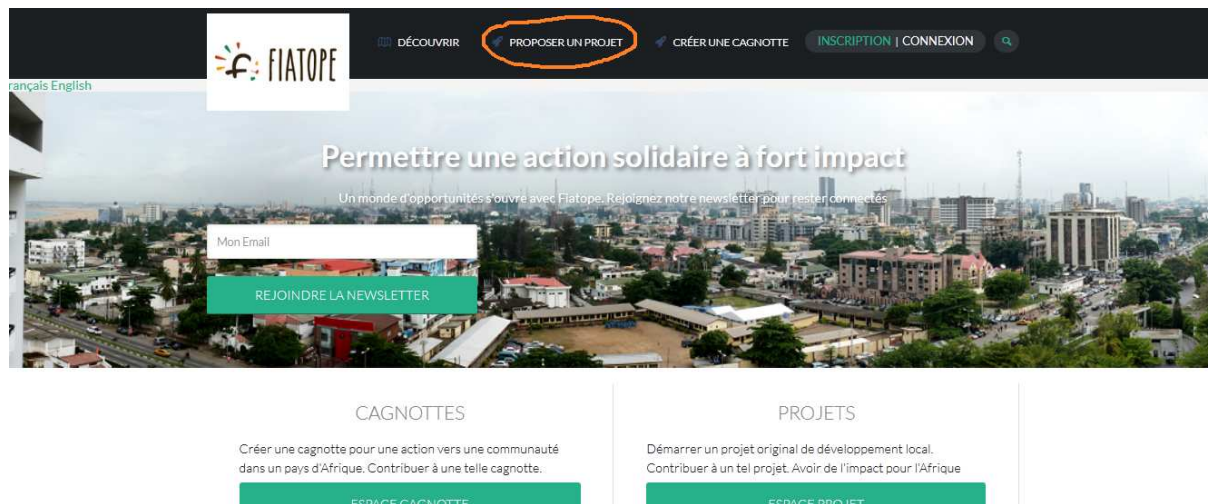 FIATOPE
DÉCOUVRIR
PROPOSER UN PROJET
CRÉER UNE CAGNOTTE
INSCRIPTION | CONNEXION
rançais English
Permettre une action solidaire à fort impact
Un monde d'opportunités s'ouvre avec Fiatope. Rejoignez notre newsletter pour rester connectés
Mon Email
REJOINDRE LA NEWSLETTER
CAGNOTTES
Créer une cagnotte pour une action vers une communauté
dans un pays d'Afrique. Contribuer à une telle cagnotte.
ESPACE CAGNOTTE
PROJETS
Démarrer un projet original de développement local.
Contribuer à un tel projet. Avoir de l'impact pour l'Afrique
ESPACE PROJET